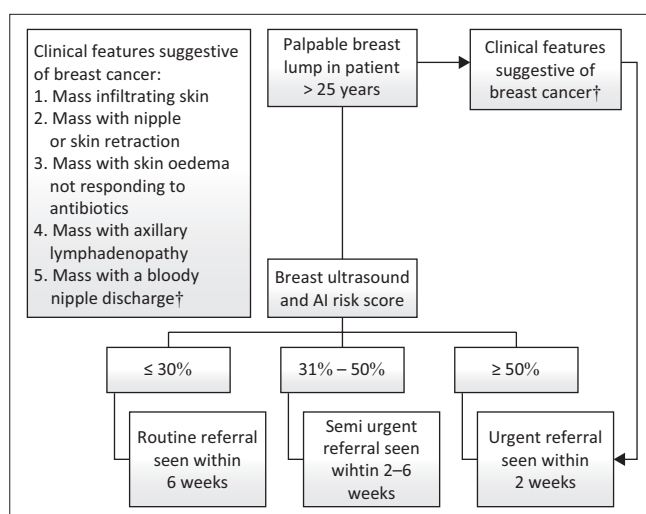 Clinical features suggestive
of breast cancer:
1. Mass infiltrating skin
2. Mass with nipple
or skin retraction
3. Mass with skin oedema
not responding to
antibiotics
4. Mass with axillary
lymphadenopathy
5. Mass with a bloody
nipple discharge†
Palpable breast
lump in patient
> 25 years
Clinical features
suggestive of
breast cancer†
Breast ultrasound
and AI risk score
≤ 30%
31% – 50%
≥ 50%
Routine referral
seen within
6 weeks
Semi urgent
referral seen
wihtin 2–6
weeks
Urgent referral
seen within
2 weeks